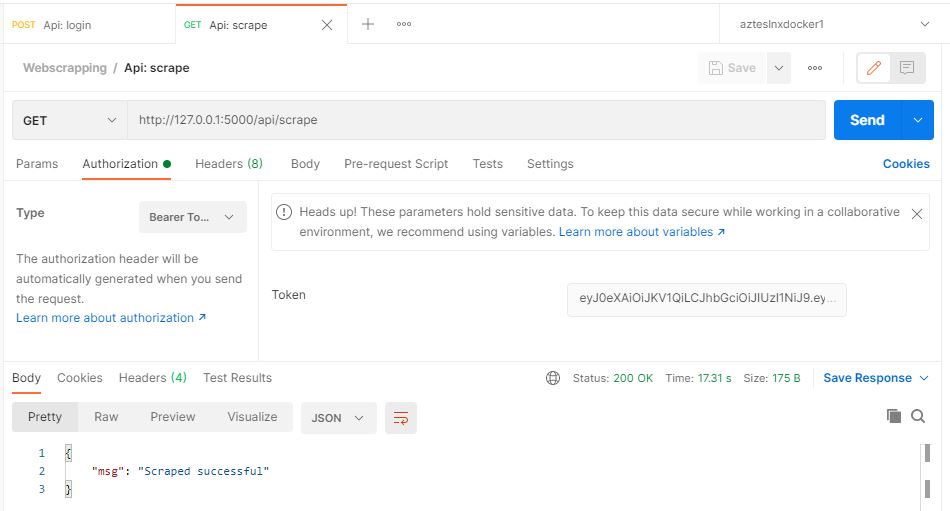 POST Api: login
GET Api: scrape
azteslnxdocker1
Webscrapping / Api: scrape
Save
GET
http://127.0.0.1:5000/api/scrape
Send
Params
Authorization
Headers (8)
Body
Pre-request Script
Tests
Settings
Cookies
Type
Bearer To...
The authorization header will be
automatically generated when you send
the request.
Learn more about authorization ↗
Heads up! These parameters hold sensitive data. To keep this data secure while working in a collaborative
environment, we recommend using variables. Learn more about variables ↗
Token
eyJ0eXAiOiJKV1QiLCJhbGciOiJIUzI1NiJ9.ey...
Body
Cookies
Headers (4)
Test Results
Status: 200 OK
Time: 17.31 s
Size: 175 B
Save Response
Pretty
Raw
Preview
Visualize
JSON
1 {
2 "msg": "Scraped successful"
3 }